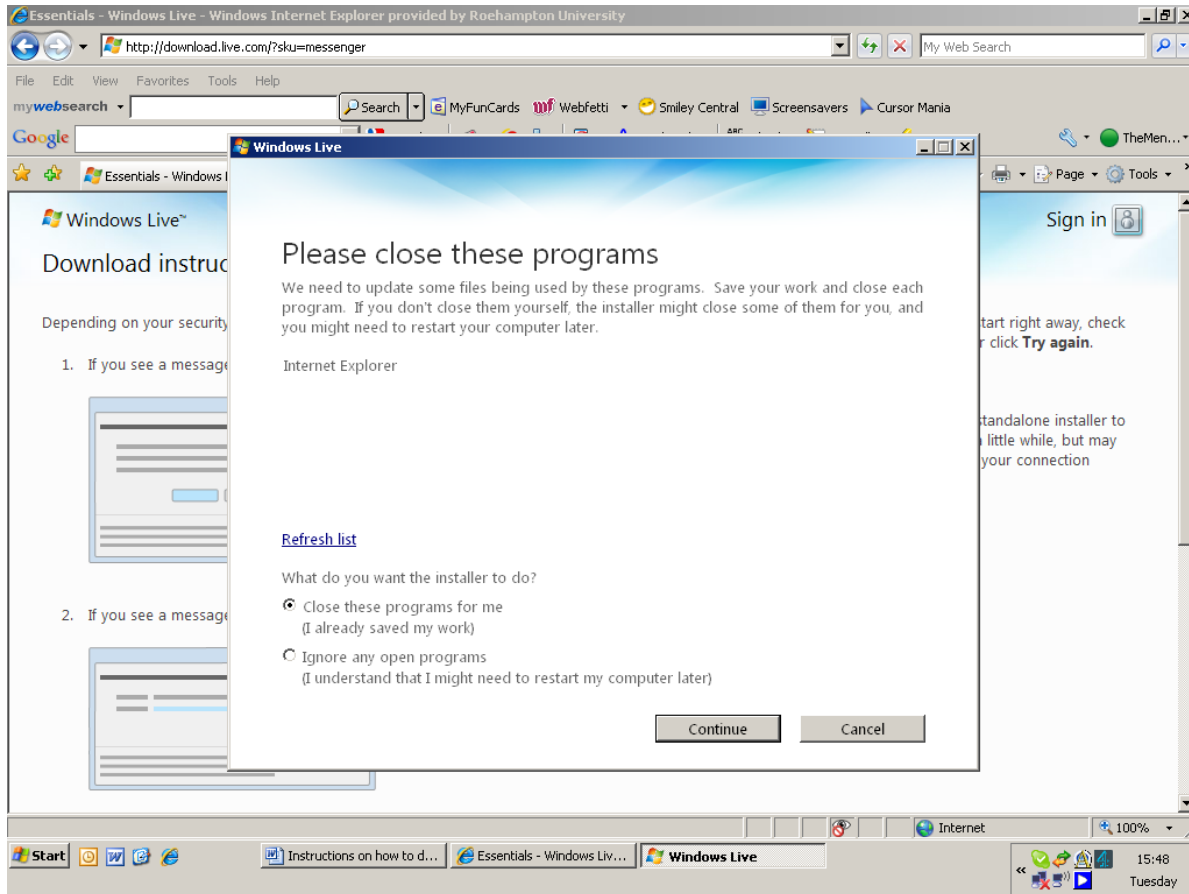 Essentials - Windows Live - Windows Internet Explorer provided by Roehampton University
http://download.live.com/?sku=messenger
My Web Search
File Edit View Favorites Tools Help
mywebsearch Search MyFunCards Webfetti Smiley Central Screensavers Cursor Mania
Google TheMen...
Essentials - Windows Page Tools
Windows Live
Windows Live™
Sign in
Download instruc
Depending on your security
tart right away, check
r click Try again.
1. If you see a message
tandalone installer to
little while, but may
your connection
2. If you see a message
Please close these programs
We need to update some files being used by these programs. Save your work and close each
program. If you don't close them yourself, the installer might close some of them for you, and
you might need to restart your computer later.
Internet Explorer
Refresh list
What do you want the installer to do?
Close these programs for me
(I already saved my work)
Ignore any open programs
(I understand that I might need to restart my computer later)
Continue Cancel
Internet 100%
Start Instructions on how to d... Essentials - Windows Liv... Windows Live 15:48
Tuesday